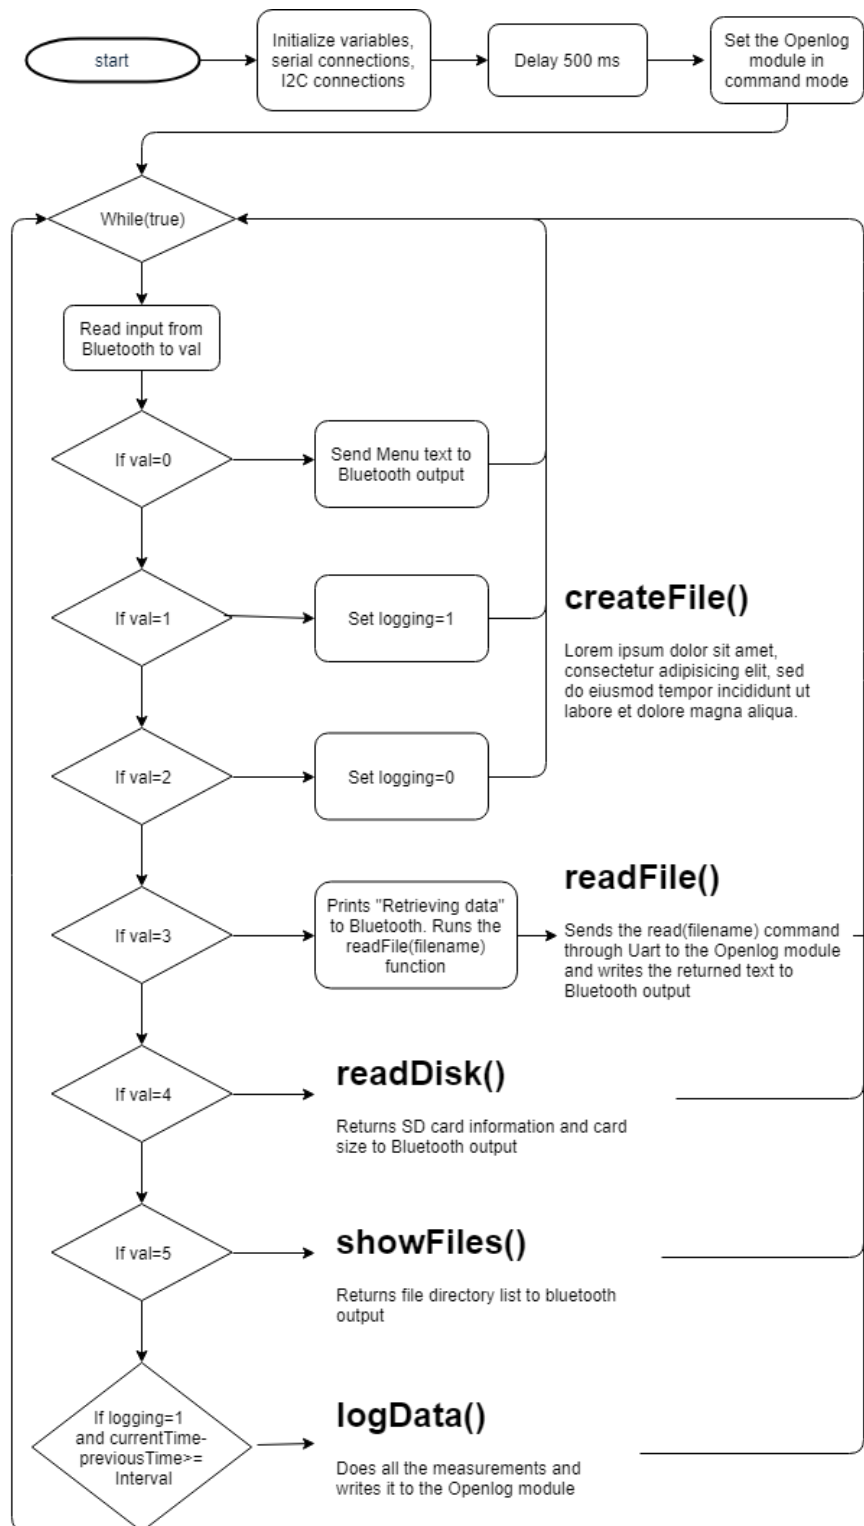 start
Initialize variables,
serial connections,
I2C connections
Delay 500 ms
Set the Openlog
module in
command mode
While(true)
Read input from
Bluetooth to val
If val=0
Send Menu text to
Bluetooth output
If val=1
Set logging=1
createFile()
Lorem ipsum dolor sit amet,
consectetur adipisicing elit, sed
do eiusmod tempor incididunt ut
labore et dolore magna aliqua.
If val=2
Set logging=0
If val=3
Prints "Retrieving data"
to Bluetooth. Runs the
readFile(filename)
function
readFile()
Sends the read(filename) command
through Uart to the Openlog module
and writes the returned text to
Bluetooth output
If val=4
readDisk()
Returns SD card information and card
size to Bluetooth output
If val=5
showFiles()
Returns file directory list to bluetooth
output
If logging=1
and currentTime-
previousTime>=
Interval
logData()
Does all the measurements and
writes it to the Openlog module